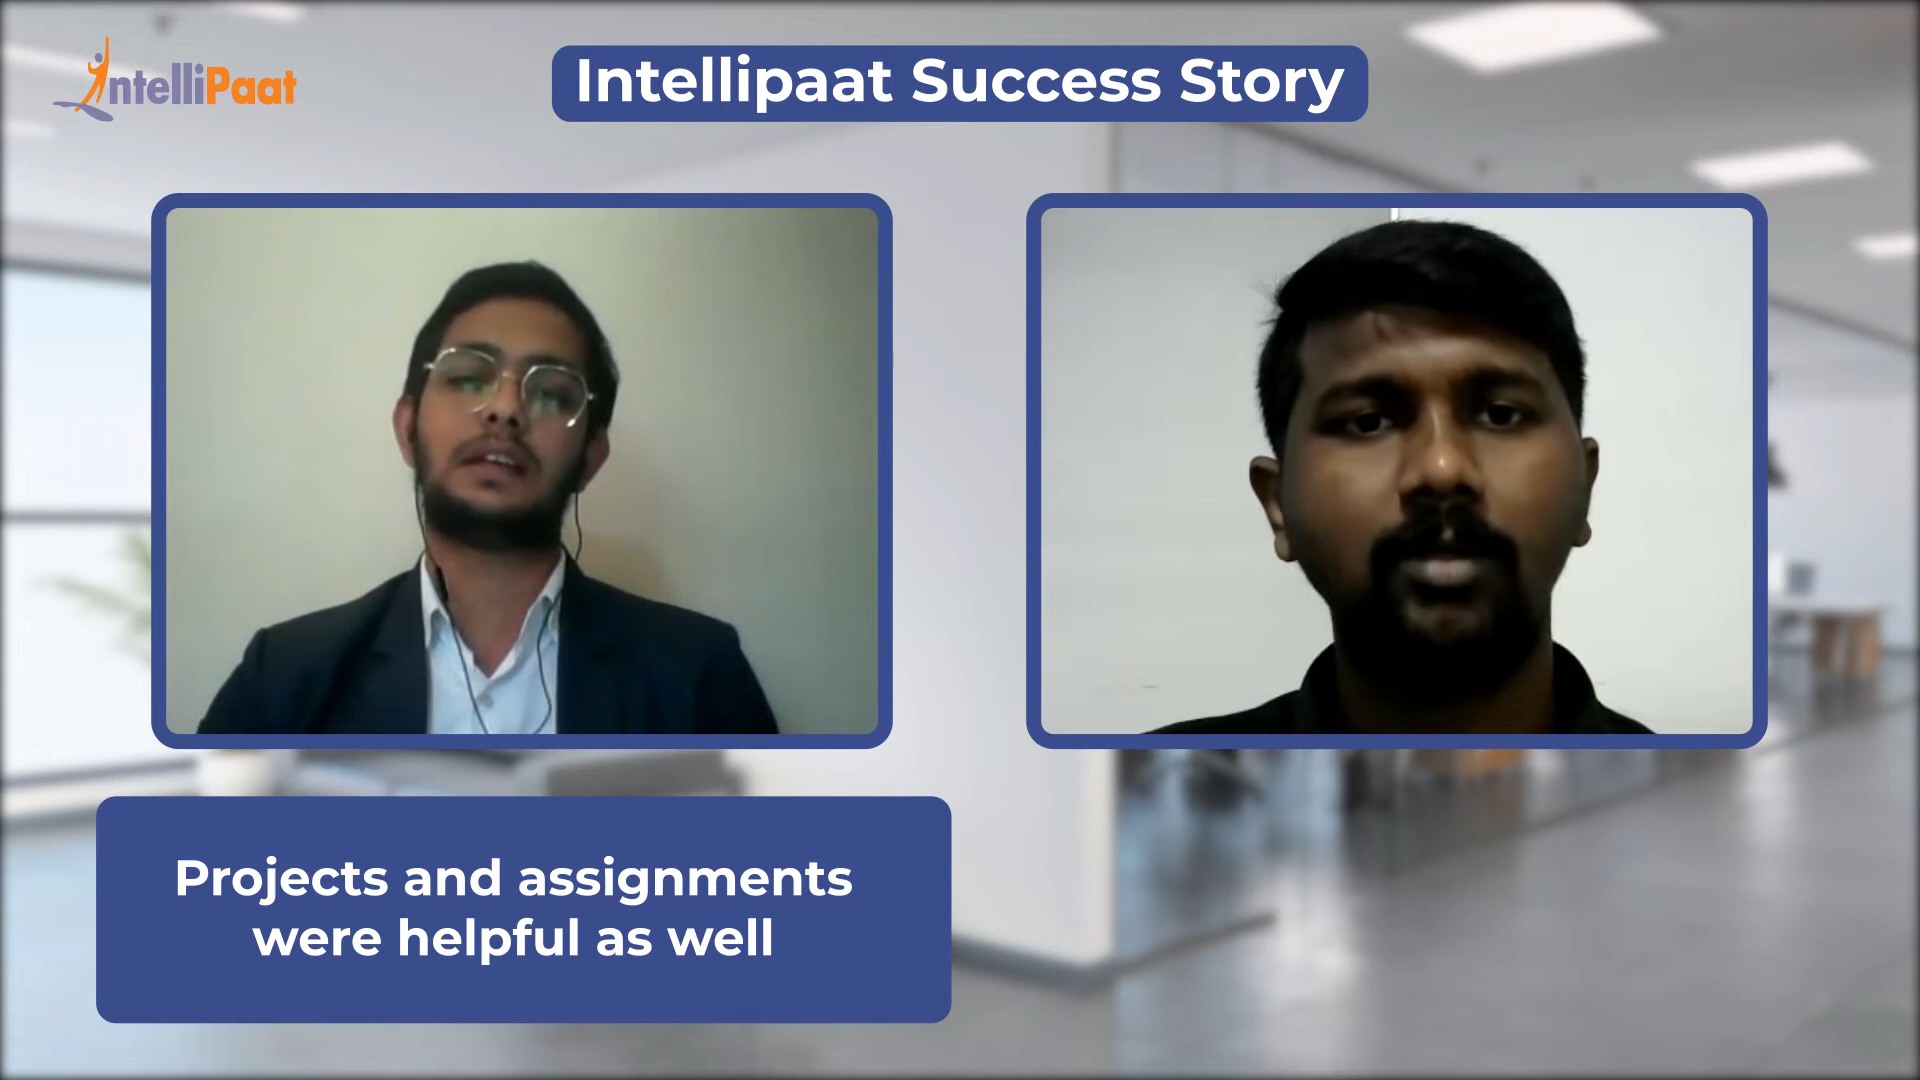 IntelliPaat
Intellipaat Success Story
Projects and assignments
were helpful as well